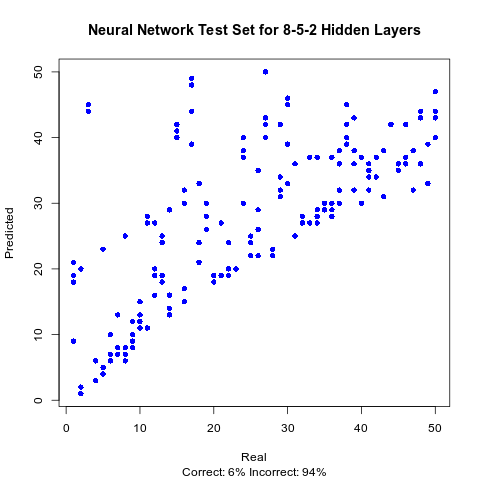 Neural Network Test Set for 8-5-2 Hidden Layers
50
40
30
20
10
0
Predicted
0 10 20 30 40 50
Real
Correct: 6% Incorrect: 94%